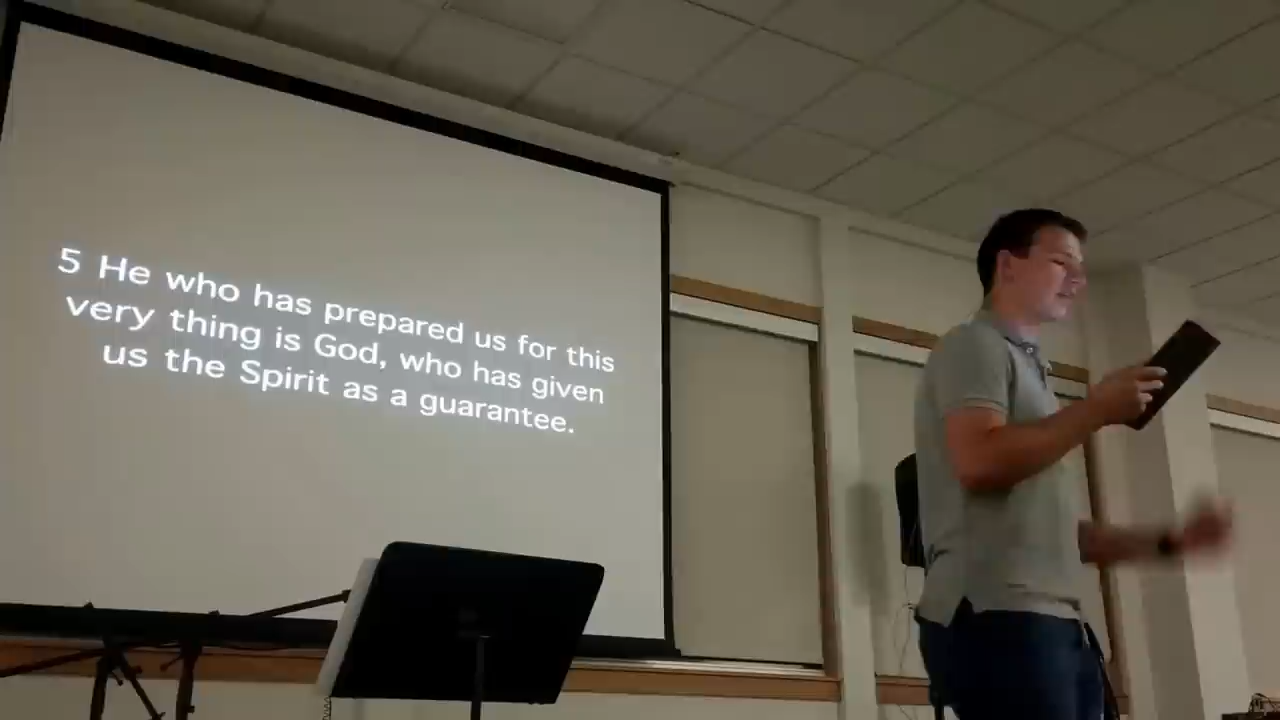 5 He who has prepared us for this
very thing is God, who has given
us the Spirit as a guarantee.